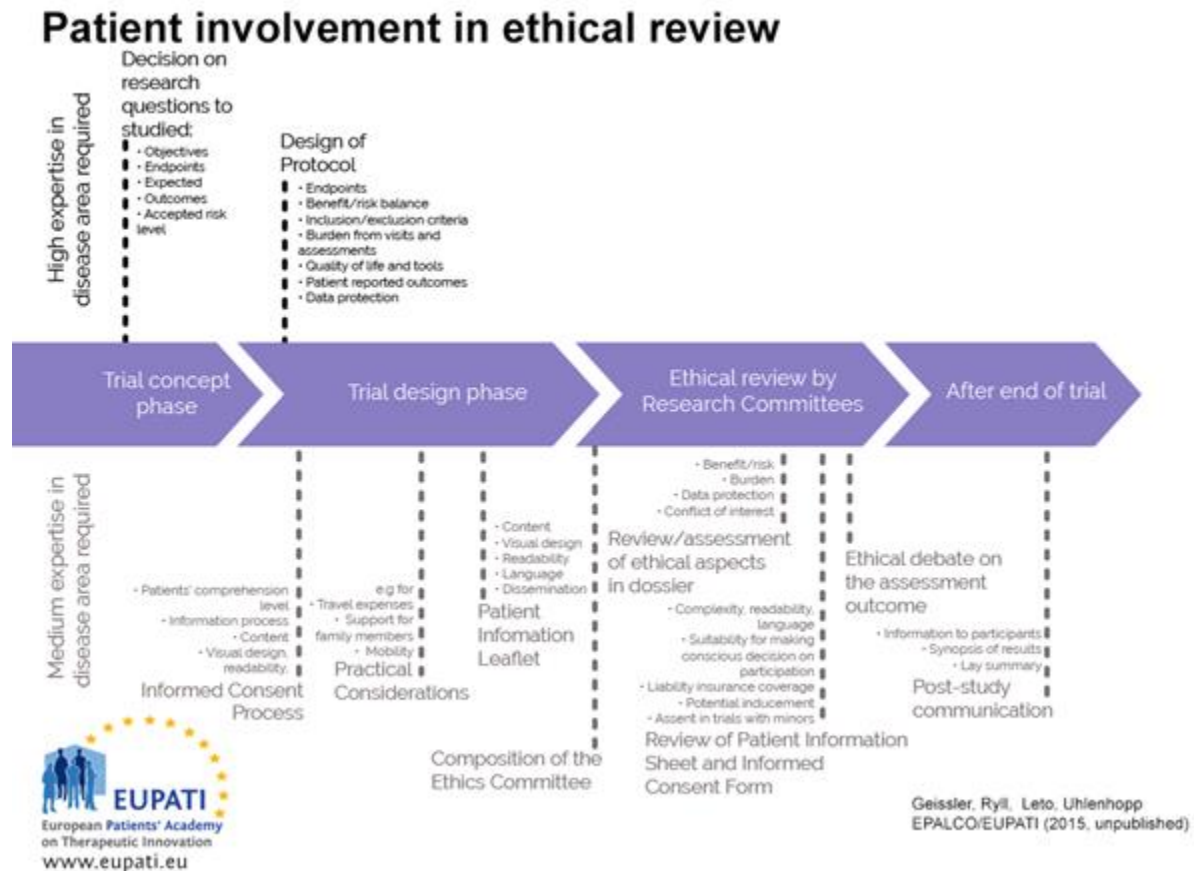 Patient involvement in ethical review
High expertise in
disease area required
Decision on
research
questions to
studied:
• Objectives
• Endpoints
• Expected
• Outcomes
• Accepted risk
level
Design of
Protocol
• Endpoints
• Benefit/risk balance
• Inclusion/exclusion criteria
• Burden from visits and
assessments
• Quality of life and tools
• Patient reported outcomes
• Data protection
Trial concept
phase
Trial design phase
Ethical review by
Research Committees
After end of trial
Medium expertise in
disease area required
• Patients' comprehension
level
• Information process
• Content
• Visual design,
readability,
Informed Consent
Process
e.g for
• Travel expenses
• Support for
family members
• Mobility
Practical
Considerations
• Content
• Visual design
• Readability
• Language
• Dissemination
Patient
Infomation
Leaflet
Composition of the
Ethics Committee
• Benefit/risk
• Burden
• Data protection
• Conflict of interest
Review/assessment
of ethical aspects
in dossier
• Complexity, readability,
language
• Suitability for making
conscious decision on
participation
• Liability insurance coverage
• Potential inducement
• Assent in trials with minors
Review of Patient Information
Sheet and Informed
Consent Form
Ethical debate on
the assessment
outcome
• Information to participants
• Synopsis of results
• Lay summary
Post-study
communication
EUPATI
European Patients' Academy
on Therapeutic Innovation
www.eupati.eu
Geissler, Ryll, Leto, Uhlenhopp
EPALCO/EUPATI (2015, unpublished)